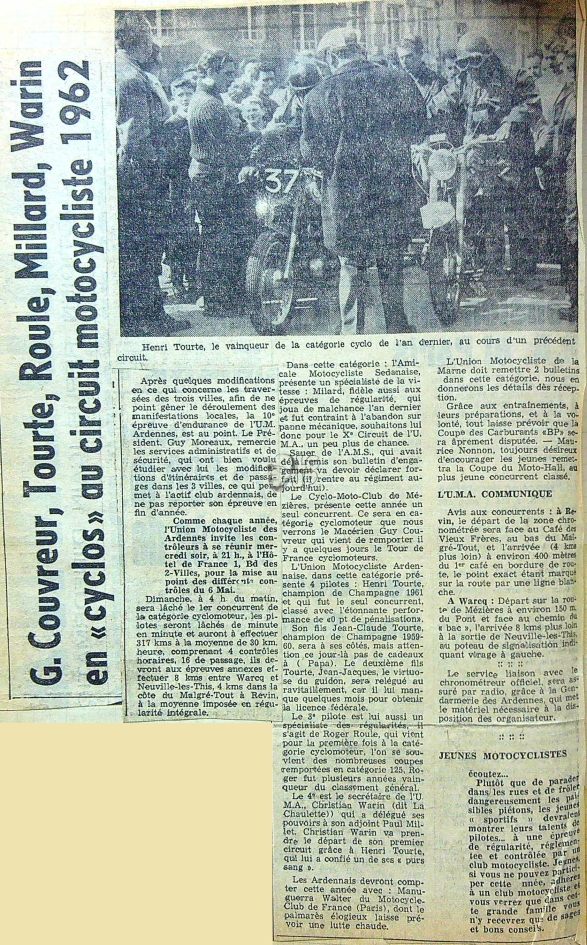 G. Couvreur, Tourte, Roule, Millard, Warin
en «cyclos» au circuit motocycliste 1962
37
Henri Tourte, le vainqueur de la catégorie cyclo de l'an dernier, au cours d'un précédent
circuit.
Après quelques modifications
en ce qui concerne les traver-
sées des trois villes, afin de ne
point gêner le déroulement des
manifestations locales, la 10e
épreuve d'endurance de l'U.M.
Ardennes, est au point. Le Pré-
sident. Guy Moreux, remercie
les services administratifs et de
sécurité, qui ont bien voulu
étudier avec lui les modifica-
tions d'itinéraires et de passa-
ges dans les 3 villes, ce qui per-
met à l'actif club ardennais, de
ne pas reporter son épreuve en
fin d'année.
Comme chaque année,
l'Union Motocycliste des
Ardennes invite les con-
trôleurs à se réunir mer-
credi soir, à 21 h., à l'Hô-
tel de France 1, Bd des
2-Villes, pour la mise au
point des différents con-
trôles du 6 Mai.
Dimanche, à 4 h. du matin,
sera lâché le 1er concurrent de
la catégorie cyclomoteur, les pi-
lotes seront lâchés de minute
en minute et auront à effectuer
317 kms à la moyenne de 30 km.
heure, comprenant 4 contrôles
horaires, 16 de passage, ils de-
vront aux épreuves annexes ef-
fectuer 8 kms entre Warcq et
Neuville-les-This, 4 kms dans la
côte du Malgré-Tout à Revin,
à la moyenne imposée en régu-
larité intégrale.
Dans cette catégorie : l'Ami-
cale Motocycliste Sedanaise,
présente un spécialiste de la vi-
tesse : Milard, fidèle aussi aux
épreuves de régularité, qui
joua de malchance l'an dernier
et fut contraint à l'abandon sur
panne mécanique, souhaitons lui
donc pour le Xe Circuit de l'U.
M.A., un peu plus de chance.
Sauer de l'A.M.S., qui avait
remis son bulletin d'enga-
va devoir déclarer for-
(il rentre au régiment au-
jourd'hui).
Le Cyclo-Moto-Club de Mé-
zières, présente cette année un
seul concurrent. Ce sera en ca-
tégorie cyclomoteur que nous
verrons le Macérien Guy Cou-
vreur qui vient de remporter il
y a quelques jours le Tour de
France cyclomoteurs.
L'Union Motocycliste Arden-
naise, dans cette catégorie pré-
sente 4 pilotes : Henri Tourte,
champion de Champagne 1961
et qui fut le seul concurrent,
classé avec l'étonnante perfor-
mance de «0 pt de pénalisation».
Son fils Jean-Claude Tourte,
champion de Champagne 1959-
60, sera à ses côtés, mais atten-
tion ce jour-là pas de cadeaux
à ( Papa). Le deuxième fils
Tourte, Jean-Jacques, le virtuo-
se du guidon, sera relégué au
ravitaillement, car il lui man-
que quelques mois pour obtenir
la licence fédérale.
Le 3e pilote est lui aussi un
spécialiste des régularités, il
s'agit de Roger Roule, qui vient
pour la première fois à la caté-
gorie cyclomoteur, l'on se sou-
vient des nombreuses coupes
remportées en catégorie 125, Ro-
ger fut plusieurs années vain-
queur du classement général.
Le 4e est le secrétaire de l'U.
M.A., Christian Warin (dit La
Chaulette)) qui a délégué ses
pouvoirs à son adjoint Paul Mil-
let. Christian Warin va pren-
dre le départ de son premier
circuit grâce à Henri Tourte,
qui lui a confié un de ses « purs
sang ».
Les Ardennais devront comp-
ter cette année avec : Manu-
guerra Walter du Motocycle-
Club de France (Paris), dont le
palmarès élogieux laisse pré-
voir une lutte chaude.
L'Union Motocycliste de la
Marne doit remettre 2 bulletins
dans cette catégorie, nous en
donnerons les détails dès récep-
tion.
Grâce aux entraînements, à
leurs préparations, et à la vo-
lonté, tout laisse prévoir que la
Coupe des Carburants «BP» se-
ra âprement disputée. — Mau-
rice Nonnon, toujours désireux
d'encourager les jeunes remet-
tra la Coupe du Moto-Hall, au
plus jeune concurrent classé.
L'U.M.A. COMMUNIQUE
Avis aux concurrents : à Re-
vin, le départ de la zone chro-
nométrée sera face au Café des
Vieux Frères, au bas du Mal-
gré-Tout, et l'arrivée (4 kms
plus loin) à environ 400 mètres
du 1er café en bordure de rou-
te, le point exact étant marqué
sur la route par une ligne blan-
che.
A Warcq : Départ sur la rou-
te de Mézières à environ 150 m.
du Pont et face au chemin du
« bac », l'arrivée 8 kms plus loin
à la sortie de Neuville-les-This,
au poteau de signalisation indi-
quant virage à gauche.
:: :: ::
Le service liaison avec le
chronométreur officiel, sera as-
suré par radio, grâce à la Gen-
darmerie des Ardennes, qui met
le matériel nécessaire à la dis-
position des organisateur.
:: :: ::
JEUNES MOTOCYCLISTES
écoutez...
Plutôt que de parader
dans les rues et de frôler
dangereusement les pai-
sibles piétons, les jeunes
« sportifs » devraient
montrer leurs talents de
pilotes... à une épreuve
de régularité, réglemen-
tée et contrôlée par un
club motocycliste. Jeunes,
si vous ne pouvez partici-
per cette nnée, adhérez
à un club motocycliste et
vous verrez que dans cet-
te grande famille vous
n'y recevrez que de sages
et bons conseils.